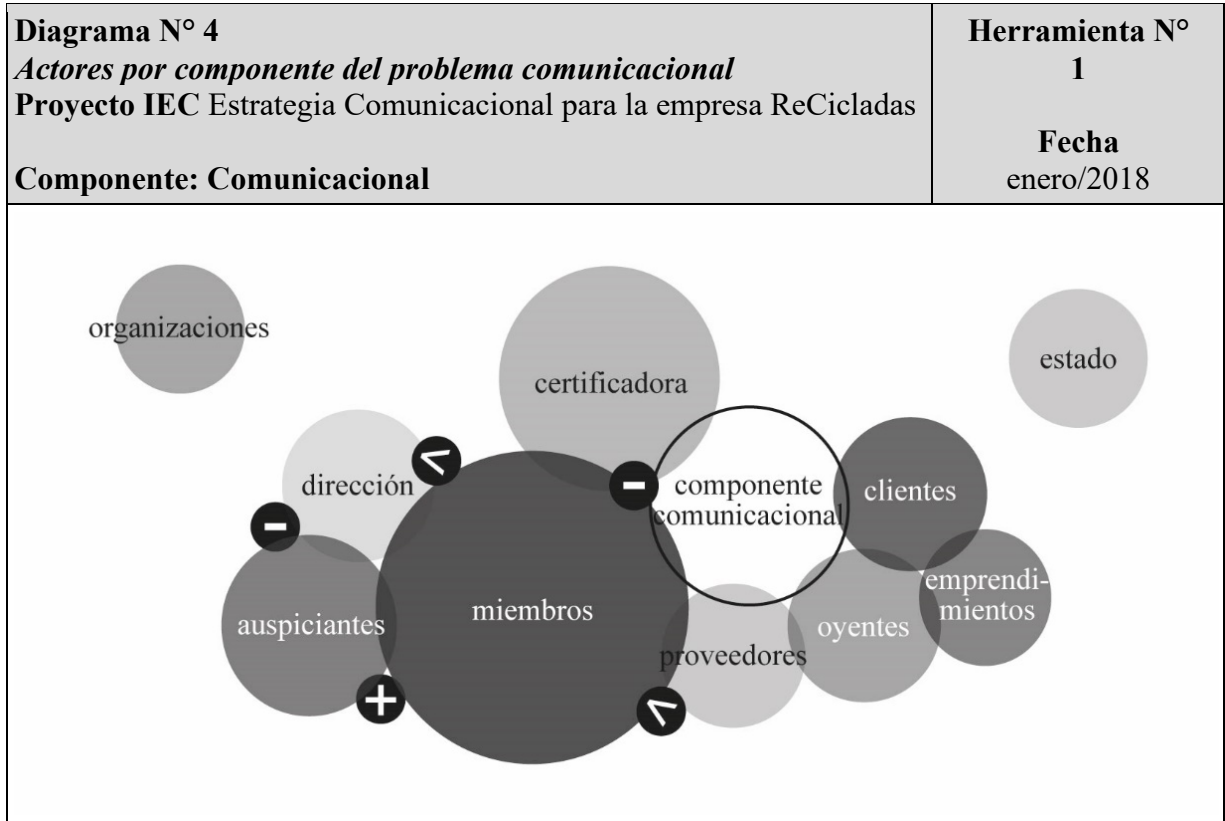 Diagrama N° 4
Actores por componente del problema comunicacional
Proyecto IEC Estrategia Comunicacional para la empresa ReCicladas
Componente: Comunicacional
Herramienta N°
1
Fecha
enero/2018
organizaciones
certificadora
estado
dirección
<
-
componente
comunicacional
clientes
-
auspiciantes
miembros
emprendi-
mientos
oyentes
proveedores
+
<